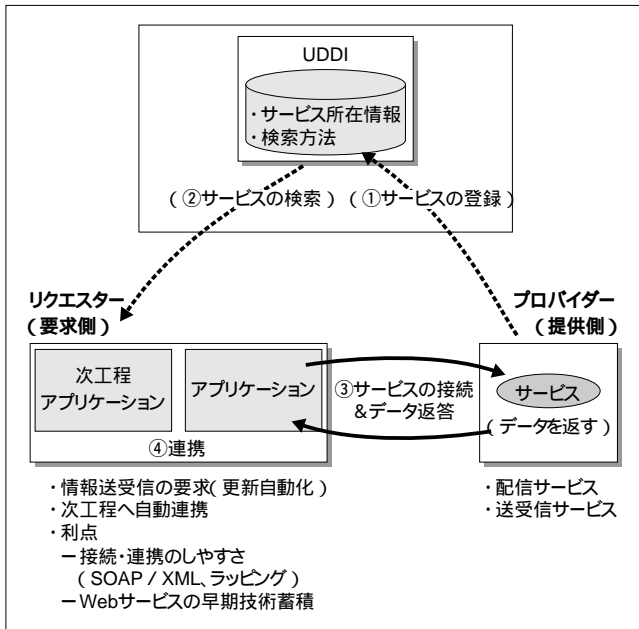 UDDI
・サービス所在情報
・検索方法
(②サービスの検索)(①サービスの登録)
リクエスター
(要求側)
プロバイダー
(提供側)
次工程
アプリケーション
アプリケーション
④連携
③サービスの接続
&データ返答
サービス
(データを返す)
・情報送受信の要求(更新自動化)
・次工程へ自動連携
・利点
ー接続・連携のしやすさ
(SOAP / XML、ラッピング)
ーWebサービスの早期技術蓄積
・配信サービス
・送受信サービス